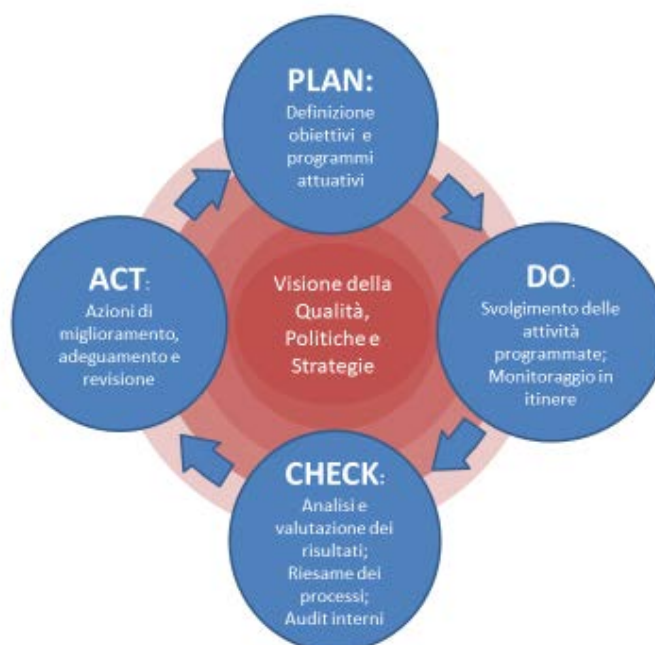 PLAN:
Definizione
obiettivi e
programmi
attuativi
DO:
Svolgimento delle
attività
programmate;
Monitoraggio in
itinere
CHECK:
Analisi e
valutazione dei
risultati;
Riesame dei
processi;
Audit interni
ACT:
Azioni di
miglioramento,
adeguamento e
revisione
Visione della
Qualità,
Politiche e
Strategie